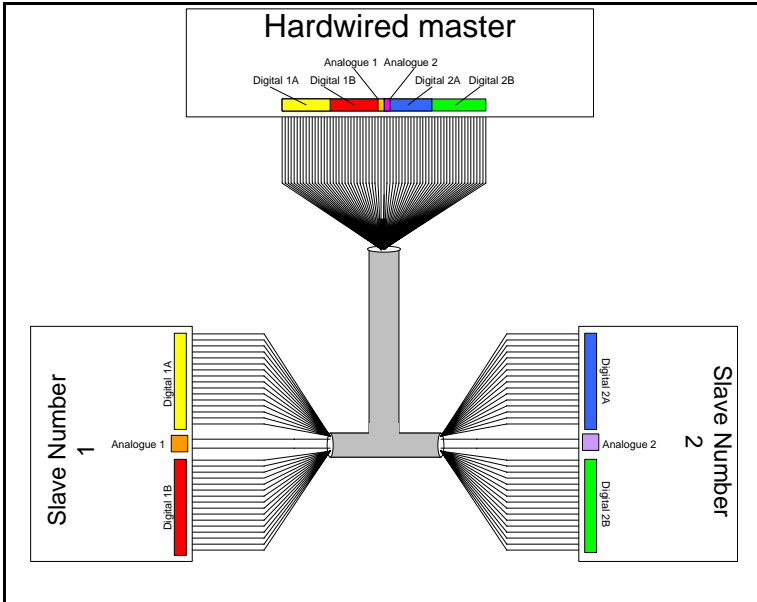 Hardwired master
Analogue 1 Analogue 2
Digital 1A Digital 1B Digital 2A Digital 2B
Slave Number
1
Digital 1A
Analogue 1
Digital 1B
Digital 2A
Analogue 2
Digital 2B
Slave Number
2